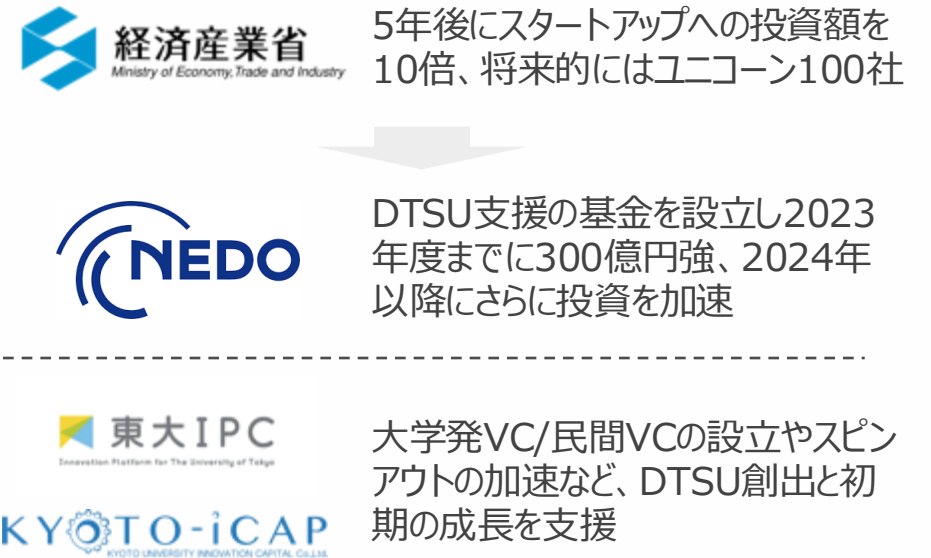 経済産業省
Ministry of Economy, Trade and Industry
5年後にスタートアップへの投資額を
10倍、将来的にはユニコーン100社
NEDO
DTSU支援の基金を設立し2023
年度までに300億円強、2024年
以降にさらに投資を加速
東大IPC
Innovation Platform for The University of Tokyo
KYOTO-iCAP
KYOTO UNIVERSITY INNOVATION CAPITAL Co.,Ltd.
大学発VC/民間VCの設立やスピン
アウトの加速など、DTSU創出と初
期の成長を支援